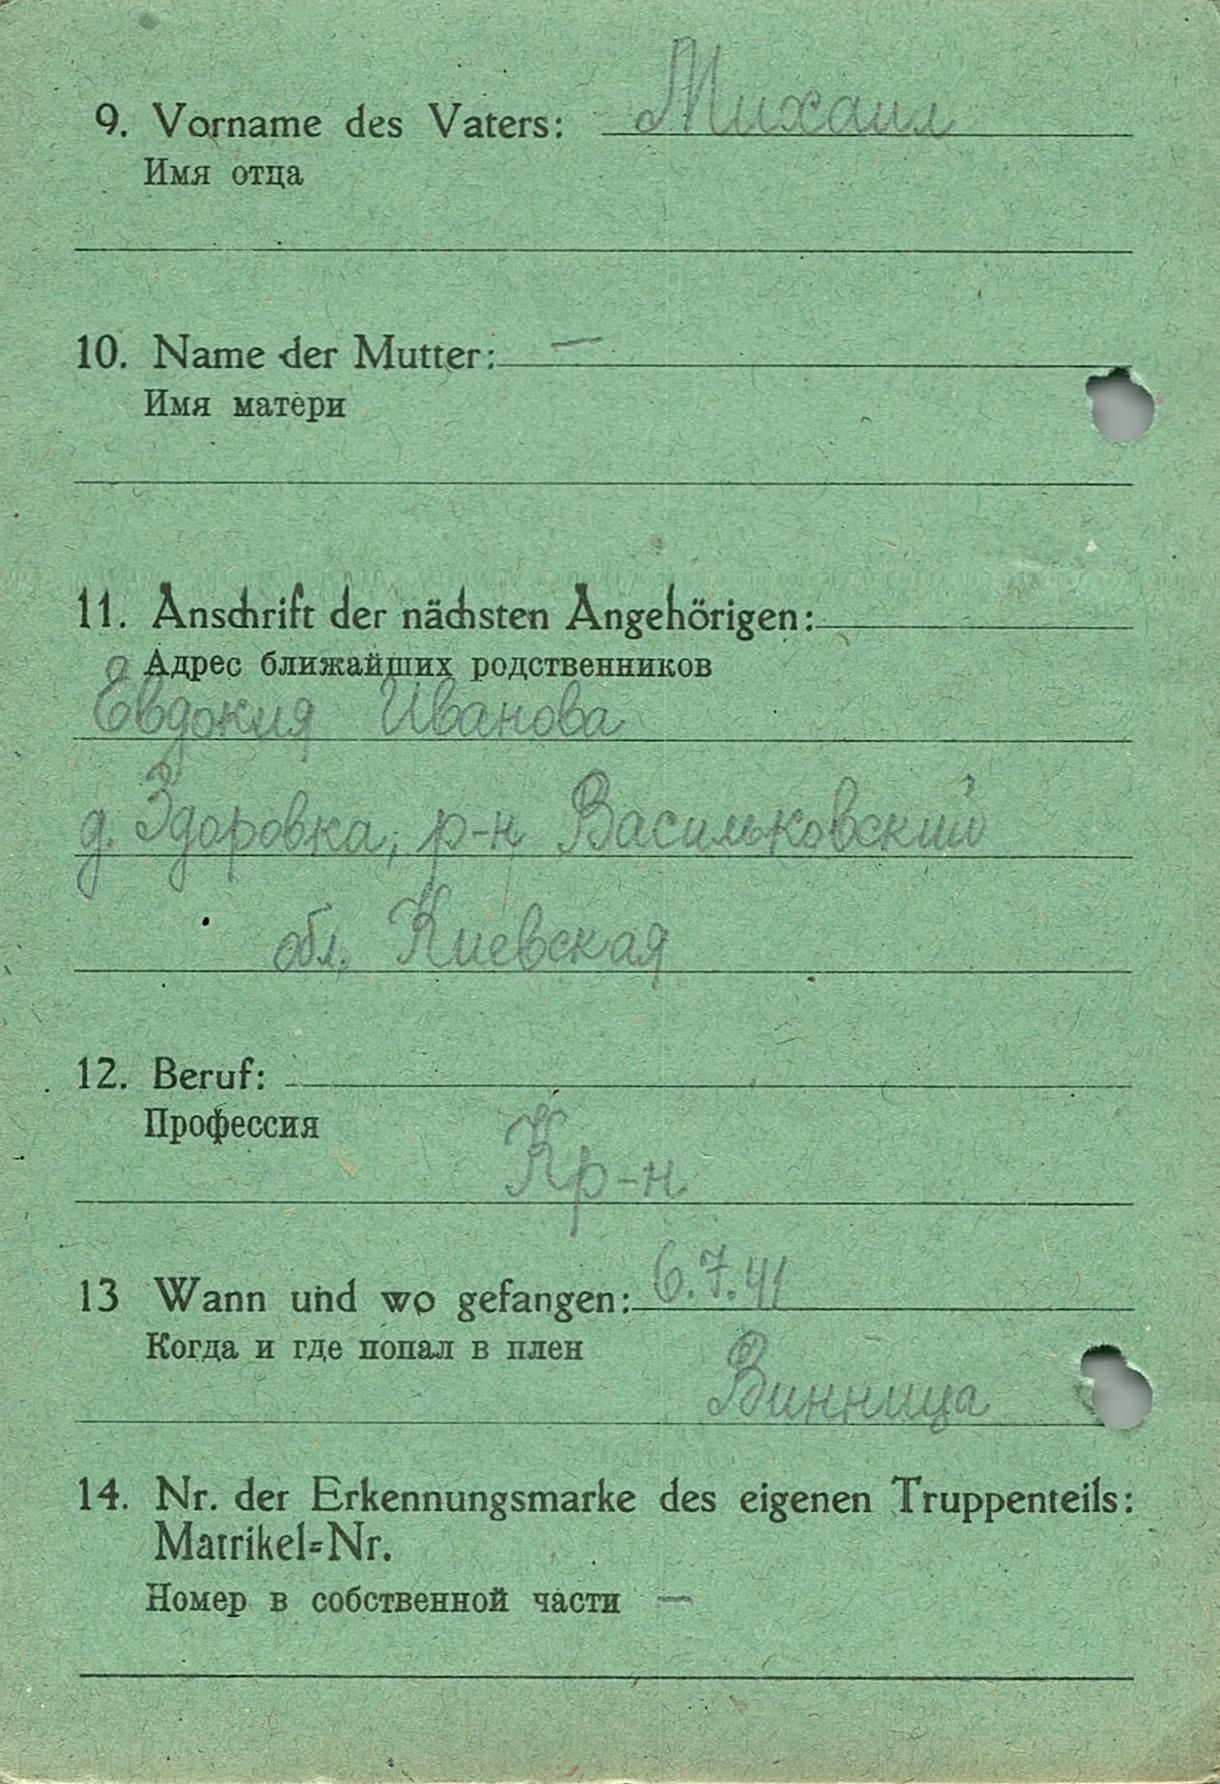 9. Vorname des Vaters: Михаил
Имя отца
10. Name der Mutter: —
Имя матери
11. Anschrift der nächsten Angehörigen:
Адрес ближайших родственников
Евдокия Иванова
д. Здоровка, р-н Васильковский
обл. Киевская
12. Beruf:
Профессия
Кр-н
13 Wann und wo gefangen: 6.7.41
Когда и где попал в плен
Винница
14. Nr. der Erkennungsmarke des eigenen Truppenteils:
Matrikel=Nr.
Номер в собственной части —